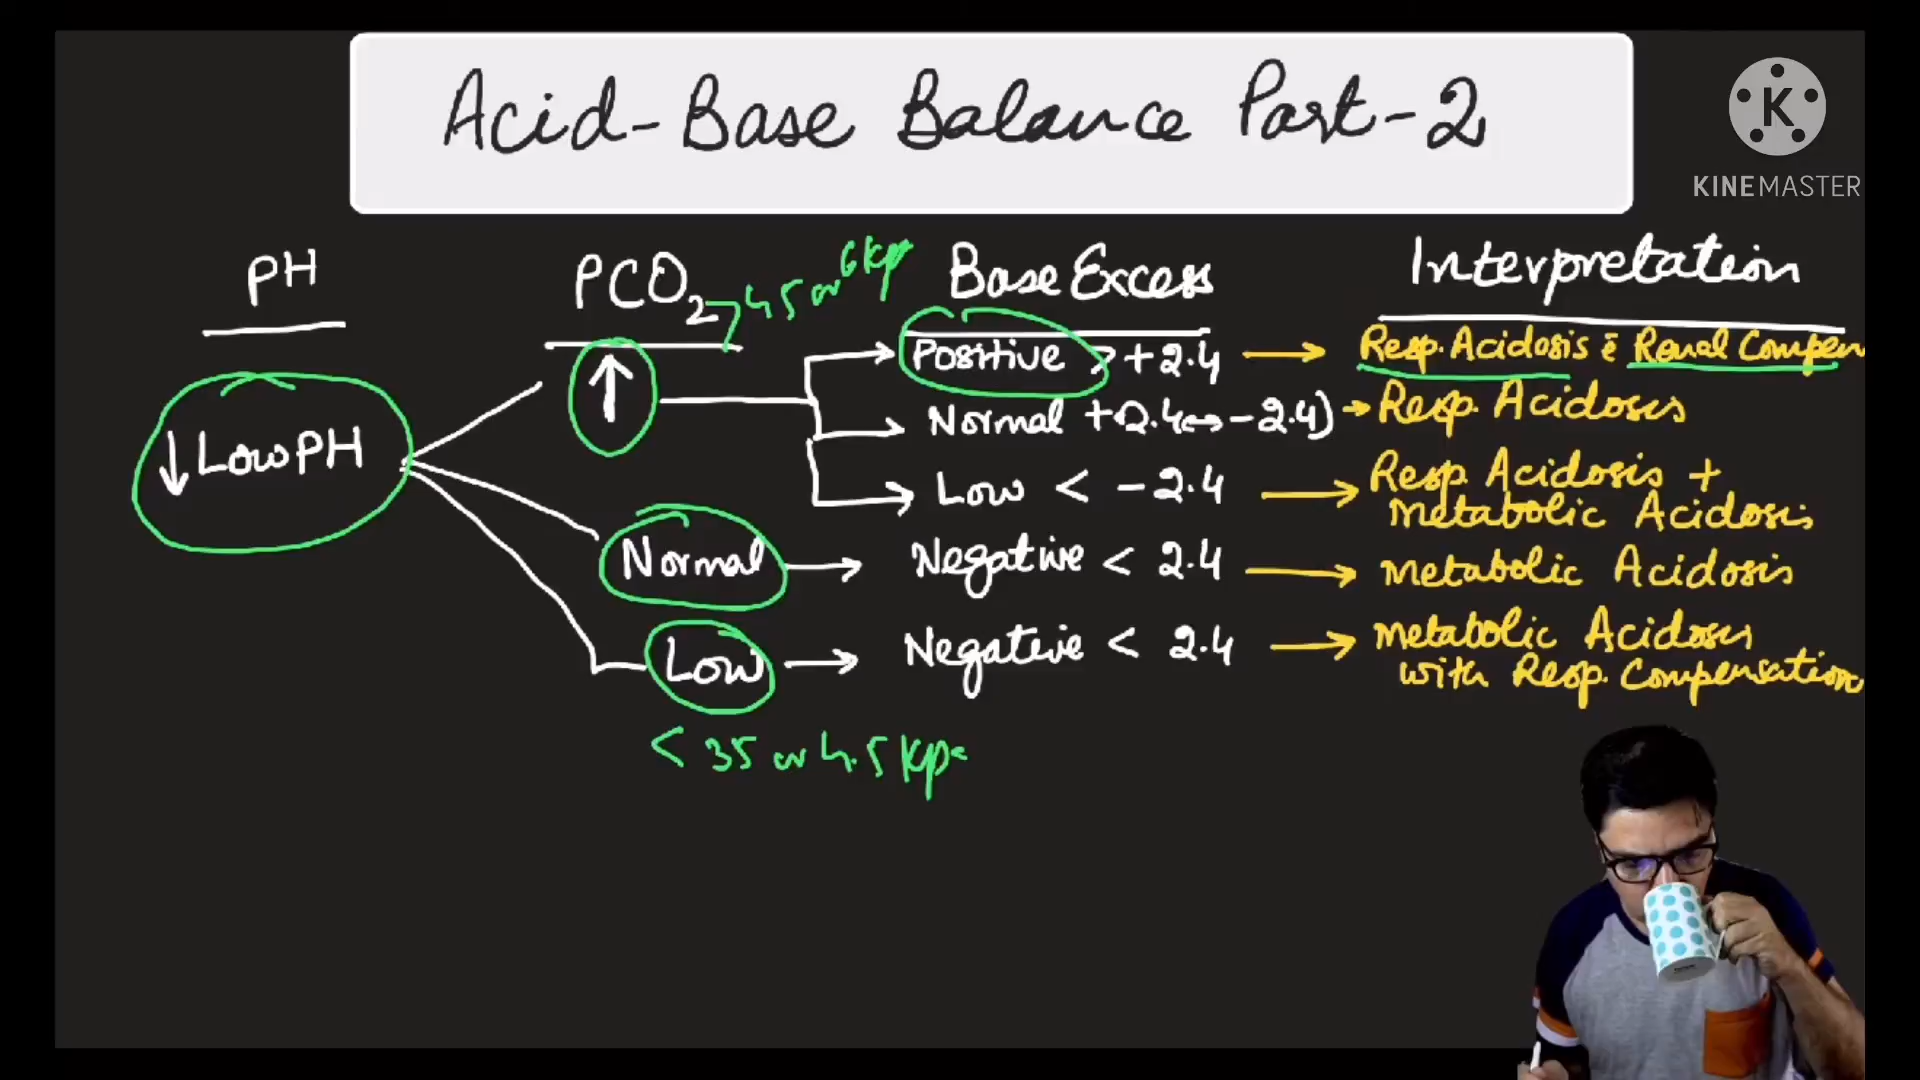 Acid-Base Balance Part-2
K
KINEMASTER
PH PCO2 >45 or 6kp Base Excess Interpretation
↑ Positive > +2.4 → Resp. Acidosis c̄ Renal Compen
↓ Low PH Normal +(2.4↔-2.4) → Resp. Acidosis
Low < -2.4 → Resp. Acidosis +
Metabolic Acidosis
Normal → Negative < 2.4 → Metabolic Acidosis
Low → Negative < 2.4 → Metabolic Acidosis
with Resp. Compensation
< 35 or 4.5 Kpa